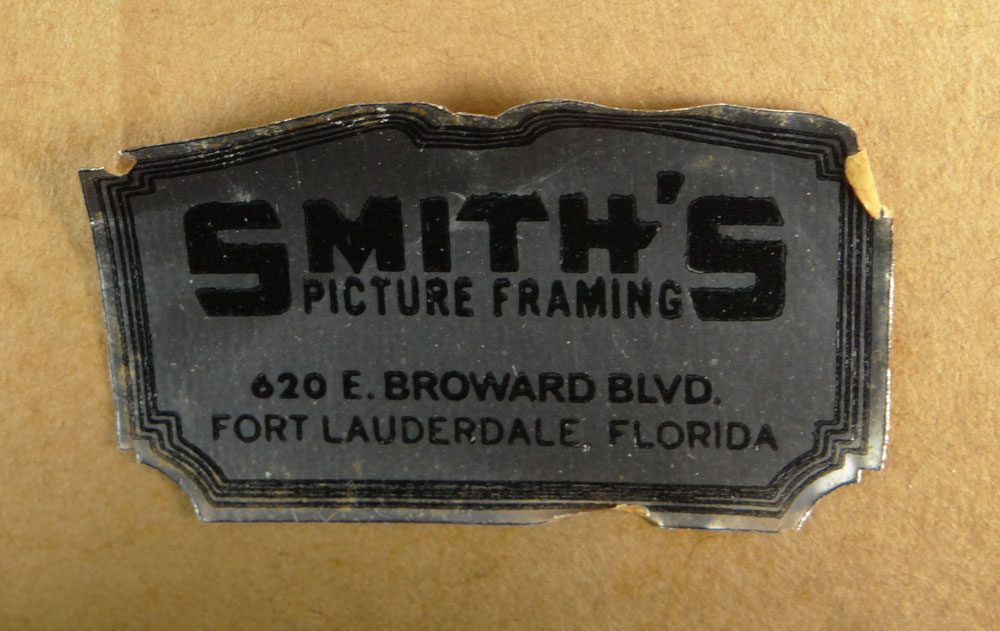 SMITH'S
PICTURE FRAMING
620 E. BROWARD BLVD.
FORT LAUDERDALE, FLORIDA